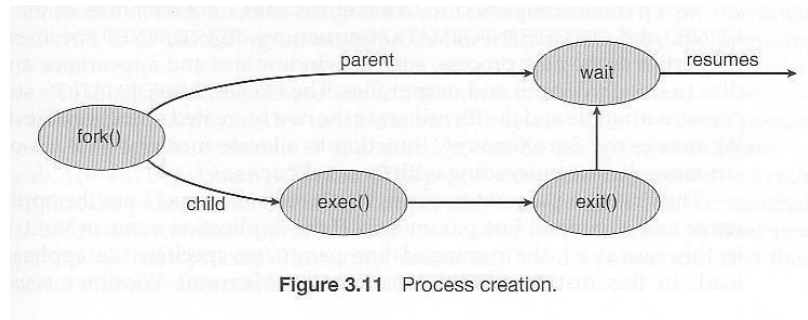 parent
resumes
wait
fork()
child
exec()
exit()
Figure 3.11 Process creation.